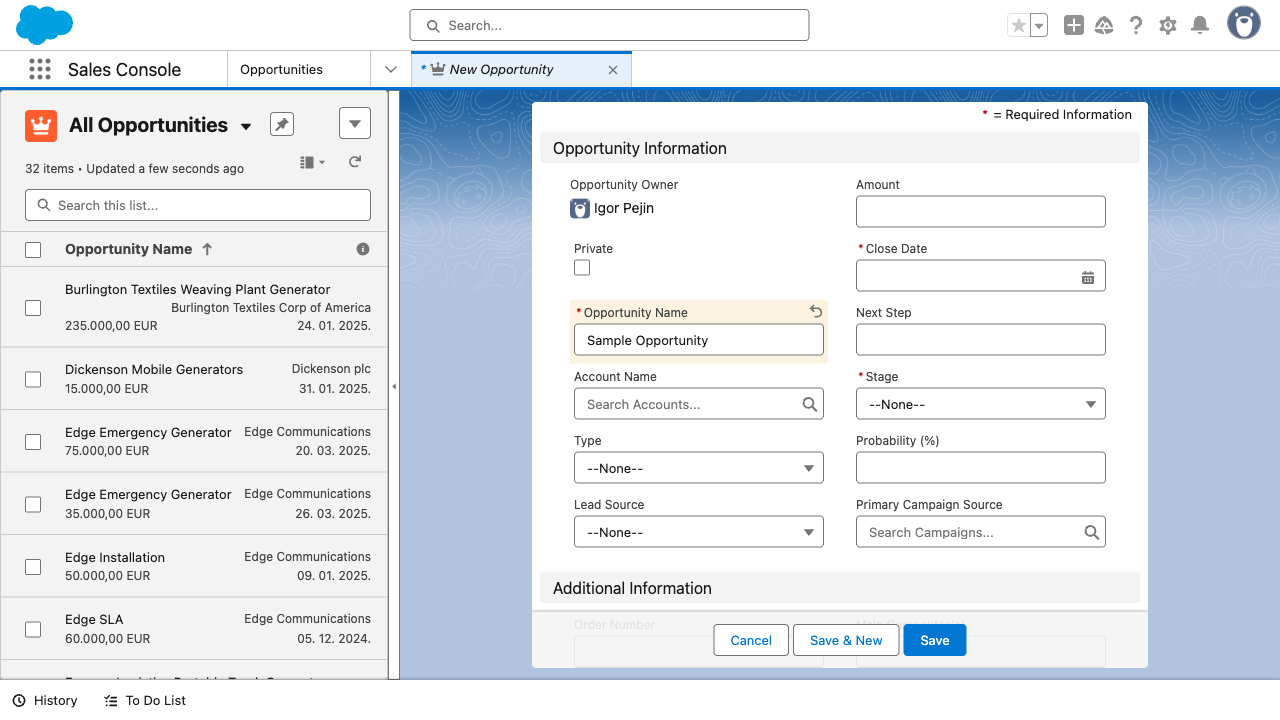 Search...
Sales Console
Opportunities
* New Opportunity
All Opportunities
32 items • Updated a few seconds ago
Search this list...
Opportunity Name
Burlington Textiles Weaving Plant Generator
Burlington Textiles Corp of America
235.000,00 EUR
24. 01. 2025.
Dickenson Mobile Generators
Dickenson plc
15.000,00 EUR
31. 01. 2025.
Edge Emergency Generator
Edge Communications
75.000,00 EUR
20. 03. 2025.
Edge Emergency Generator
Edge Communications
35.000,00 EUR
26. 03. 2025.
Edge Installation
Edge Communications
50.000,00 EUR
09. 01. 2025.
Edge SLA
Edge Communications
60.000,00 EUR
05. 12. 2024.
* = Required Information
Opportunity Information
Opportunity Owner
Igor Pejin
Amount
Private
* Close Date
* Opportunity Name
Sample Opportunity
Next Step
Account Name
Search Accounts...
* Stage
--None--
Type
--None--
Probability (%)
Lead Source
--None--
Primary Campaign Source
Search Campaigns...
Additional Information
Order Number
Cancel
Save & New
Save
History
To Do List